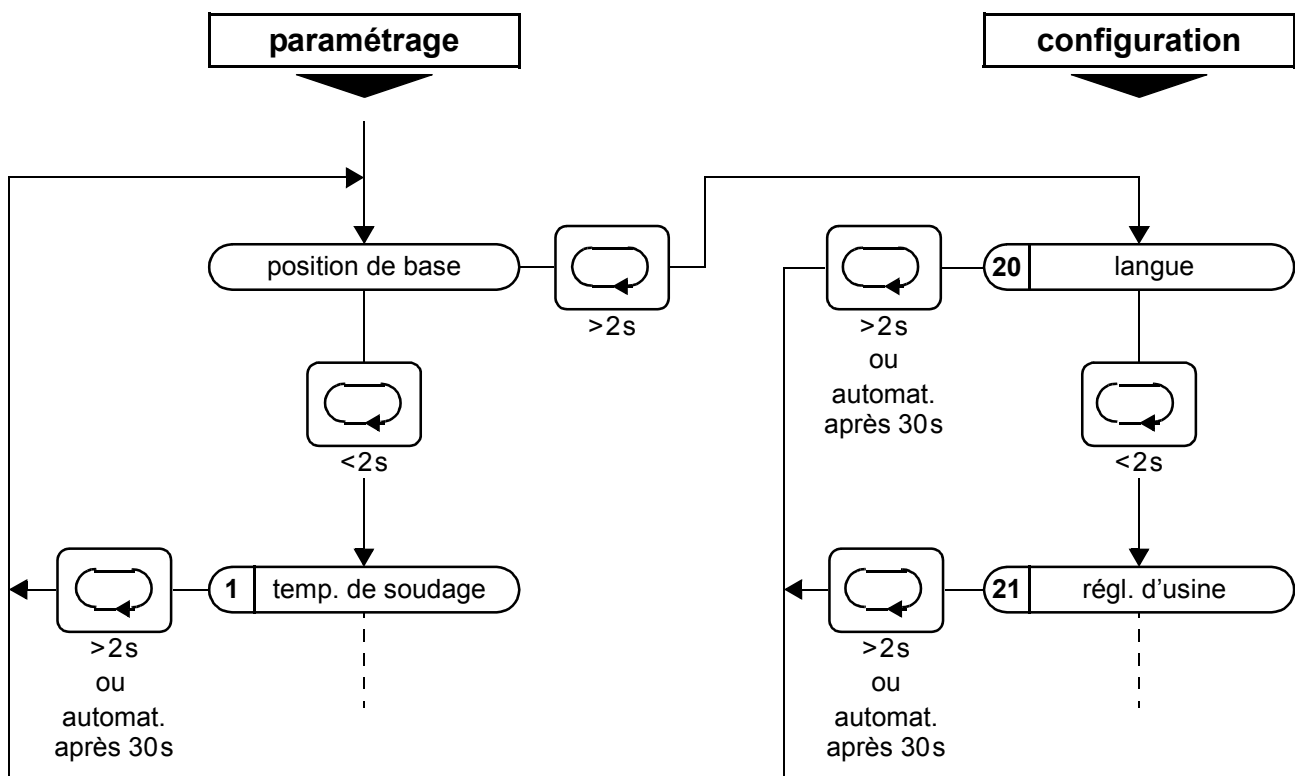 paramétrage
configuration
position de base
>2s
20 langue
>2s
ou
automat.
après 30s
<2s
<2s
1 temp. de soudage
>2s
ou
automat.
après 30s
21 régl. d'usine
>2s
ou
automat.
après 30s